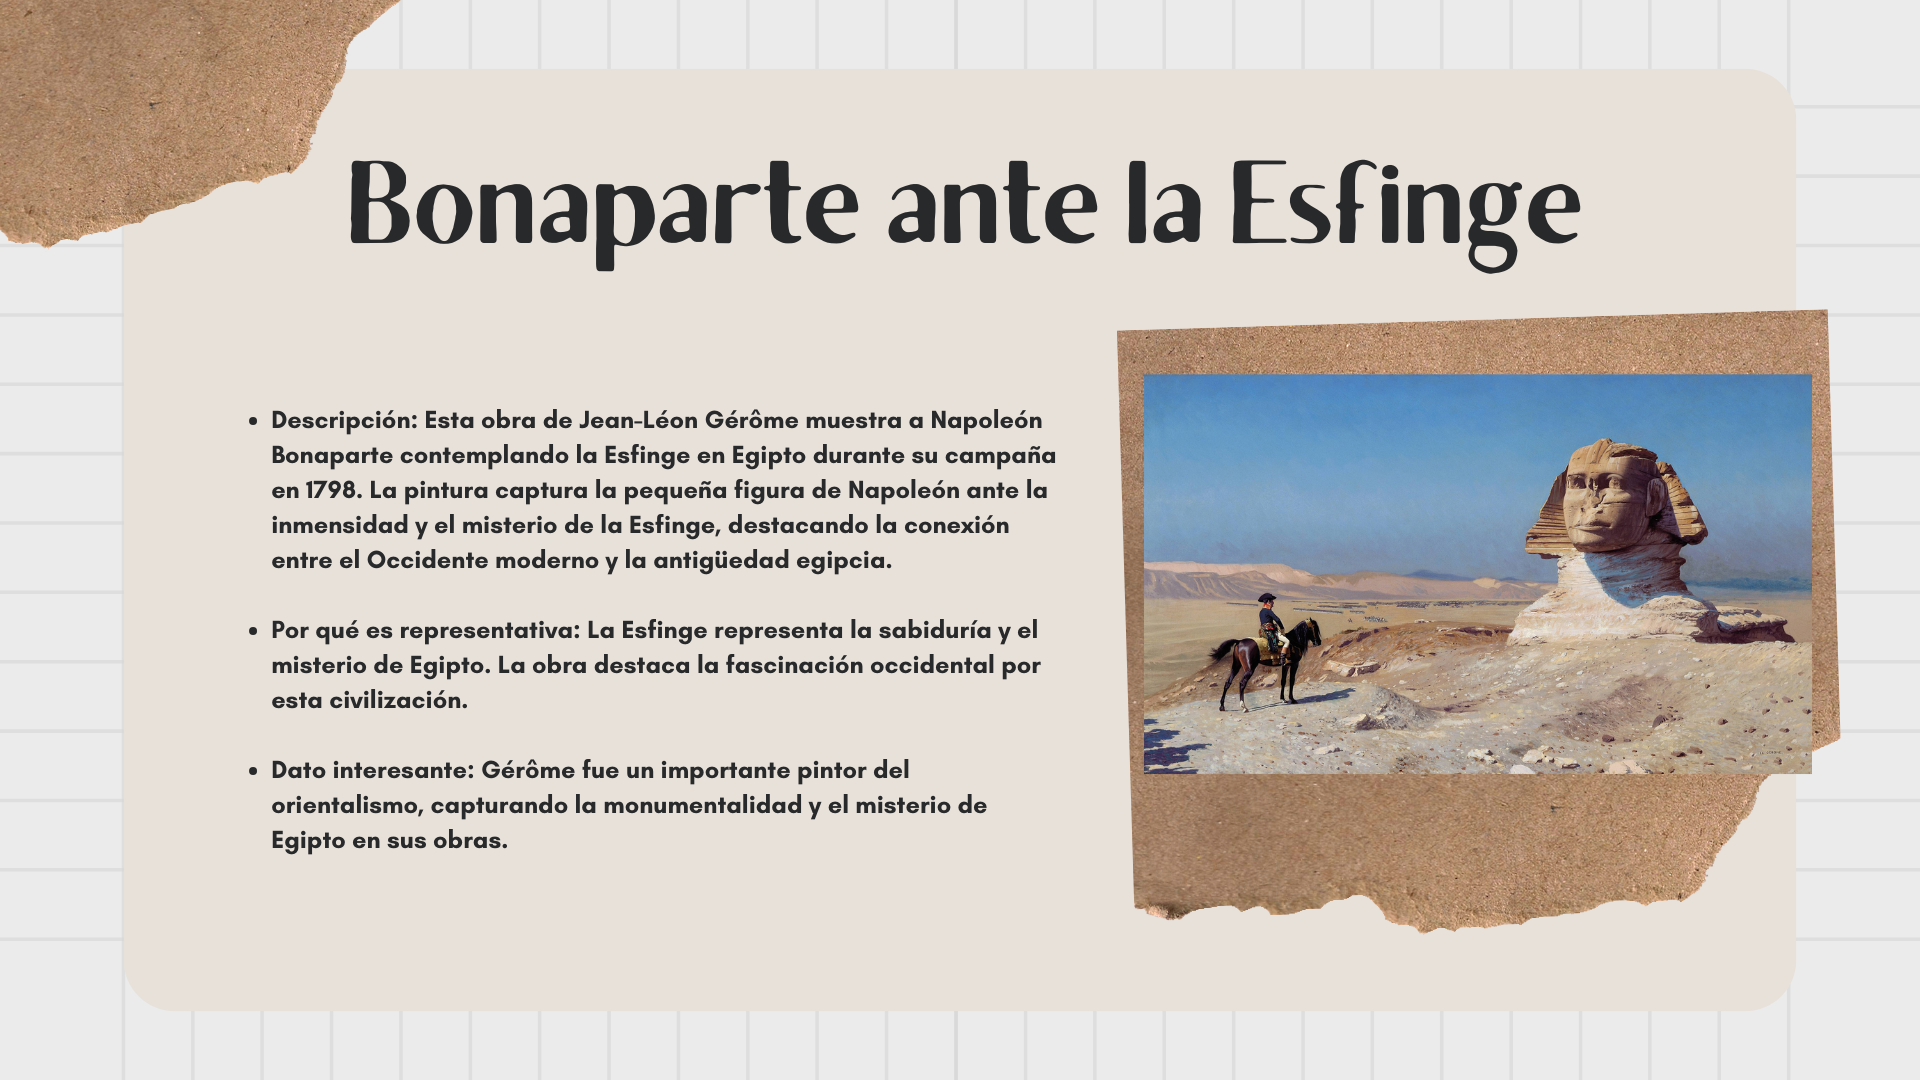 Bonaparte ante la Esfinge
• Descripción: Esta obra de Jean-Léon Gérôme muestra a Napoleón
Bonaparte contemplando la Esfinge en Egipto durante su campaña
en 1798. La pintura captura la pequeña figura de Napoleón ante la
inmensidad y el misterio de la Esfinge, destacando la conexión
entre el Occidente moderno y la antigüedad egipcia.
• Por qué es representativa: La Esfinge representa la sabiduría y el
misterio de Egipto. La obra destaca la fascinación occidental por
esta civilización.
• Dato interesante: Gérôme fue un importante pintor del
orientalismo, capturando la monumentalidad y el misterio de
Egipto en sus obras.